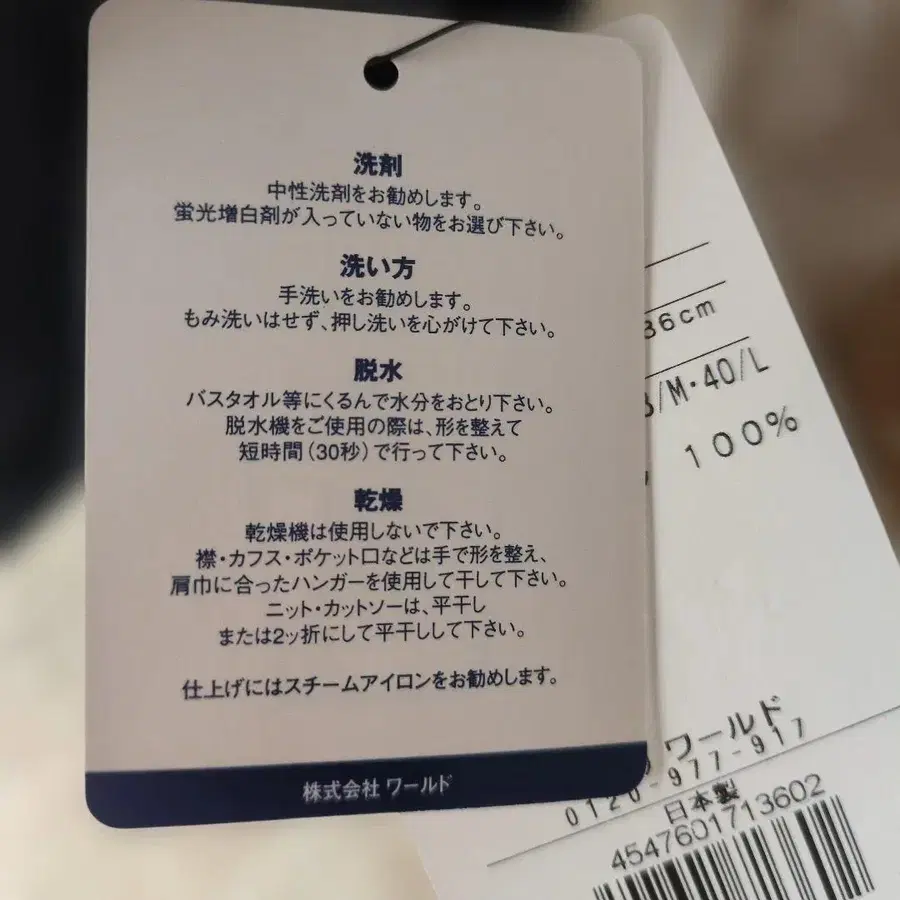 洗剤
中性洗剤をお勧めします。
蛍光増白剤が入っていない物をお選び下さい。
洗い方
手洗いをお勧めします。
もみ洗いはせず、押し洗いを心がけて下さい。
脱水
バスタオル等にくるんで水分をおとり下さい。
脱水機をご使用の際は、形を整えて
短時間(30秒)で行って下さい。
乾燥
乾燥機は使用しないで下さい。
襟・カフス・ポケット口などは手で形を整え、
肩巾に合ったハンガーを使用して干して下さい。
ニット・カットソーは、平干し
または2ッ折にして平干しして下さい。
仕上げにはスチームアイロンをお勧めします。
株式会社 ワールド
36cm
/M・40/L
100%
ワールド
0120-977-917
日本製
4547601713602